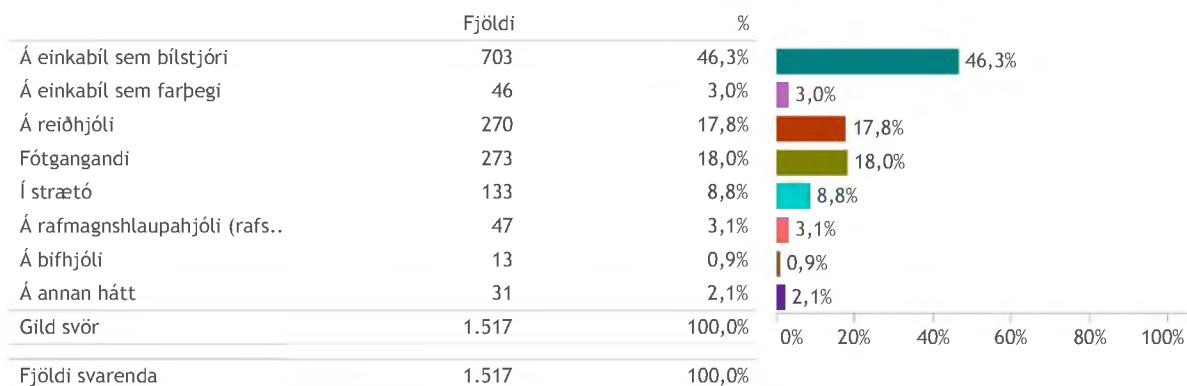 Fjöldi %
Á einkabíl sem bílstjóri 703 46,3% 46,3%
Á einkabíl sem farþegi 46 3,0% 3,0%
Á reiðhjóli 270 17,8% 17,8%
Fótgangandi 273 18,0% 18,0%
Í strætó 133 8,8% 8,8%
Á rafmagnshlaupahjóli (rafs.. 47 3,1% 3,1%
Á bifhjóli 13 0,9% 0,9%
Á annan hátt 31 2,1% 2,1%
Gild svör 1.517 100,0%
0% 20% 40% 60% 80% 100%
Fjöldi svarenda 1.517 100,0%